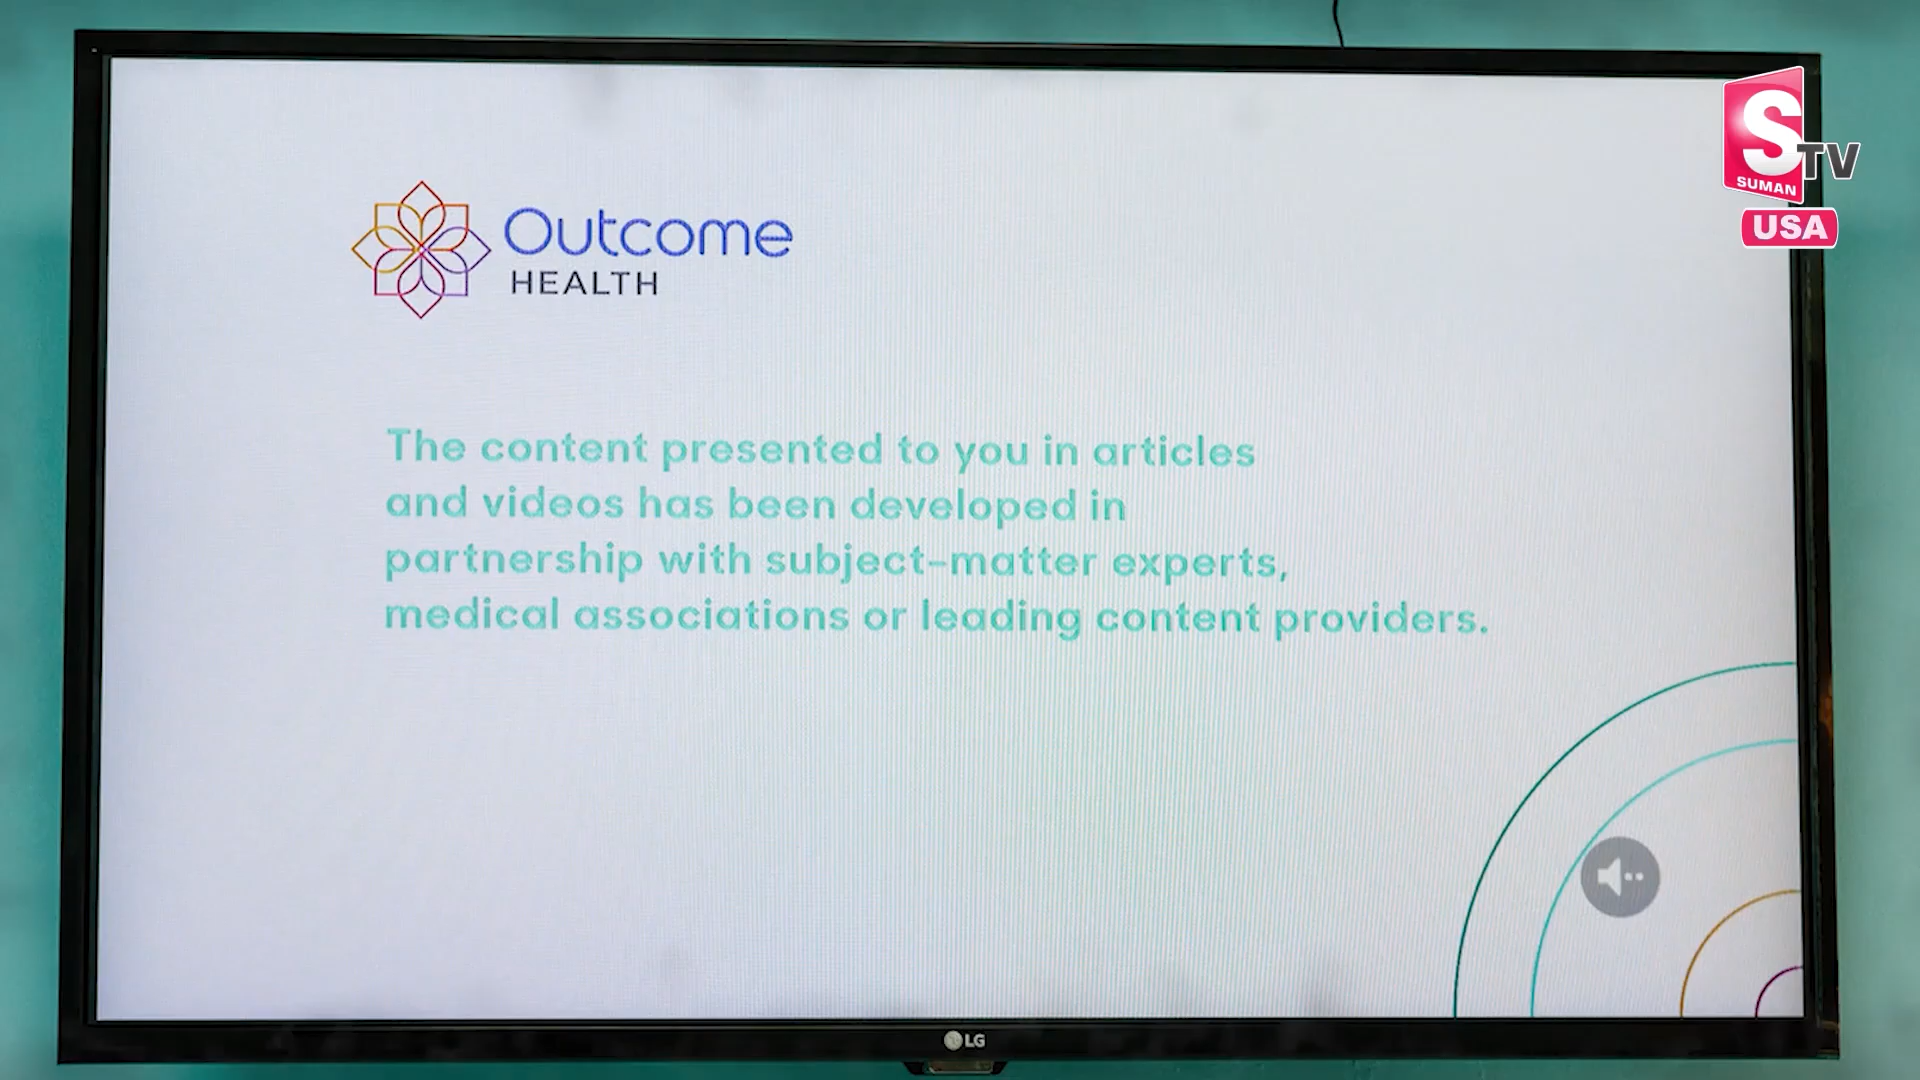 Outcome
HEALTH
The content presented to you in articles
and videos has been developed in
partnership with subject-matter experts,
medical associations or leading content providers.
S
TV
SUMAN
USA
LG